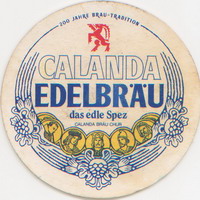 200 JAHRE BRAU-TRADITION
CALANDA
EDELBRÄU
das edle Spez
CALANDA BRÄU CHUR